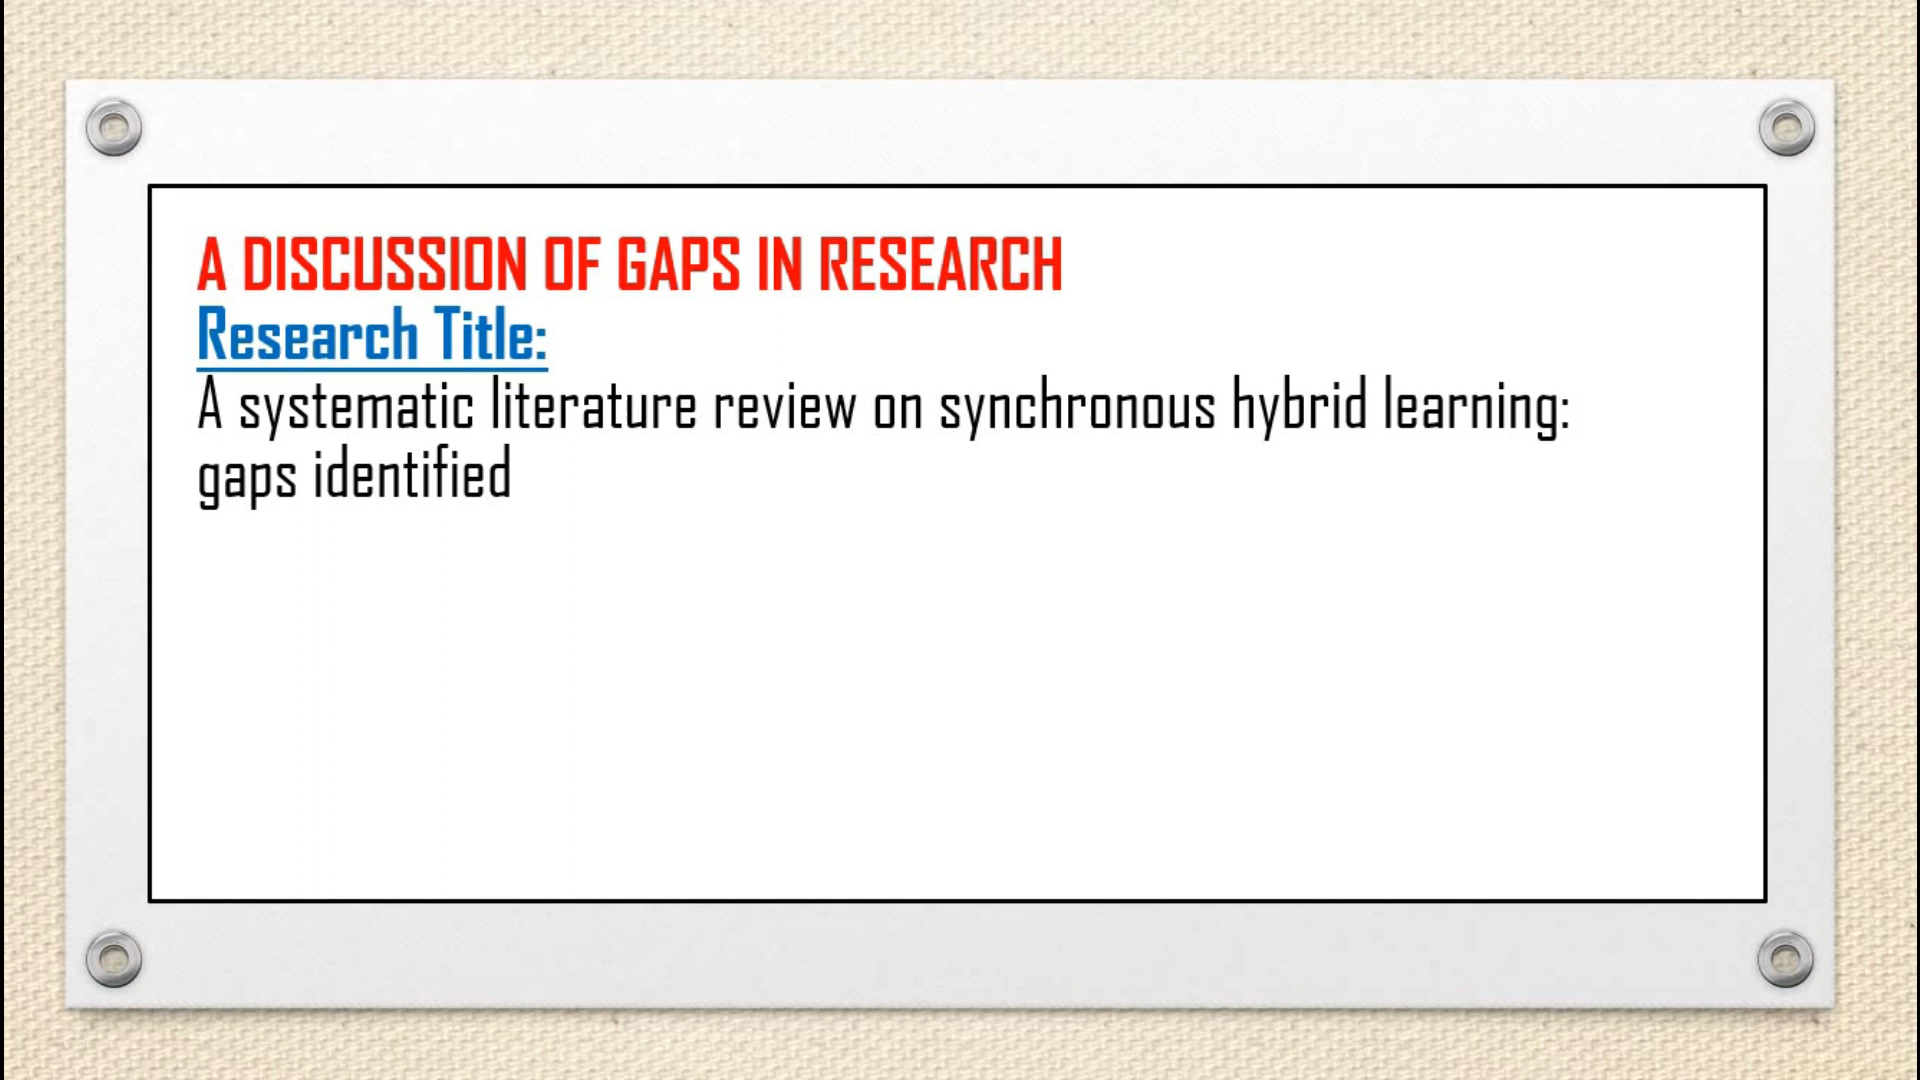 A DISCUSSION OF GAPS IN RESEARCH
Research Title:
A systematic literature review on synchronous hybrid learning:
gaps identified